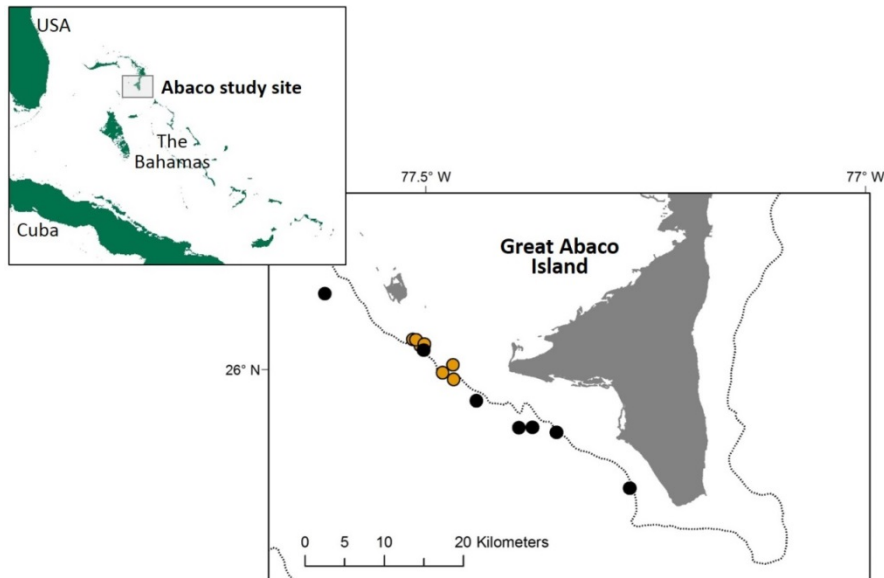 USA
Abaco study site
The
Bahamas
Cuba
77.5 W
77° W
Great Abaco
Island
26° N
0 5 10 20 Kilometers